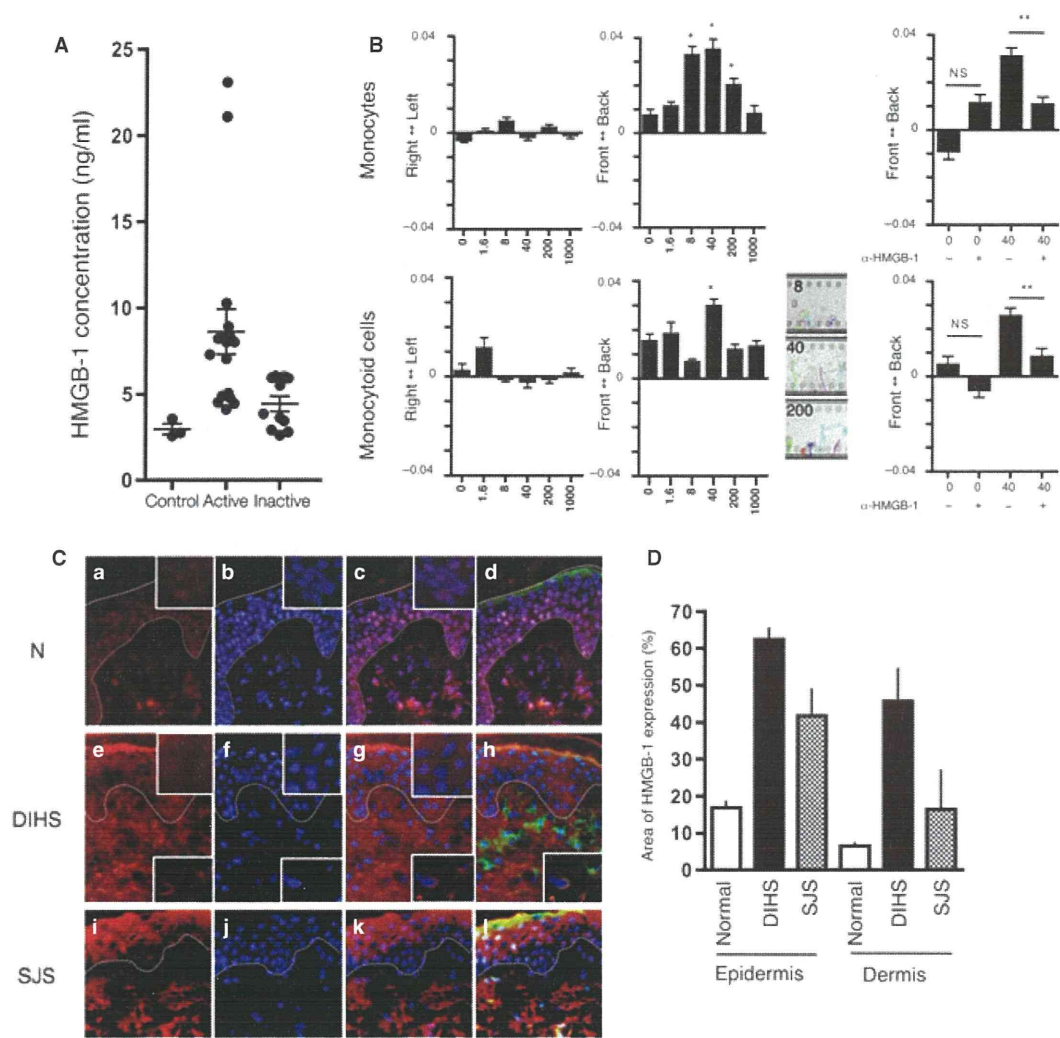 A
HMGB-1 concentration (ng/ml)
25
20
15
10
5
0
Control Active Inactive
B
Monocytes
Right ↔ Left
0.04
0
−0.04
0 1.6 8 40 200 1000
Front ↔ Back
0.04
0
−0.04
* * *
0 1.6 8 40 200 1000
Front ↔ Back
0.04
0
−0.04
NS
**
0 0 40 40
α-HMGB-1 – + – +
Monocytoid cells
Right ↔ Left
0.04
0
−0.04
0 1.6 8 40 200 1000
Front ↔ Back
0.04
0
−0.04
*
0 1.6 8 40 200 1000
8
40
200
Front ↔ Back
0.04
0
−0.04
NS
**
0 0 40 40
α-HMGB-1 – + – +
C
N
a b c d
DIHS
e f g h
SJS
i j k l
D
Area of HMGB-1 expression (%)
70
60
50
40
30
20
10
0
Normal DIHS SJS Normal DIHS SJS
Epidermis Dermis